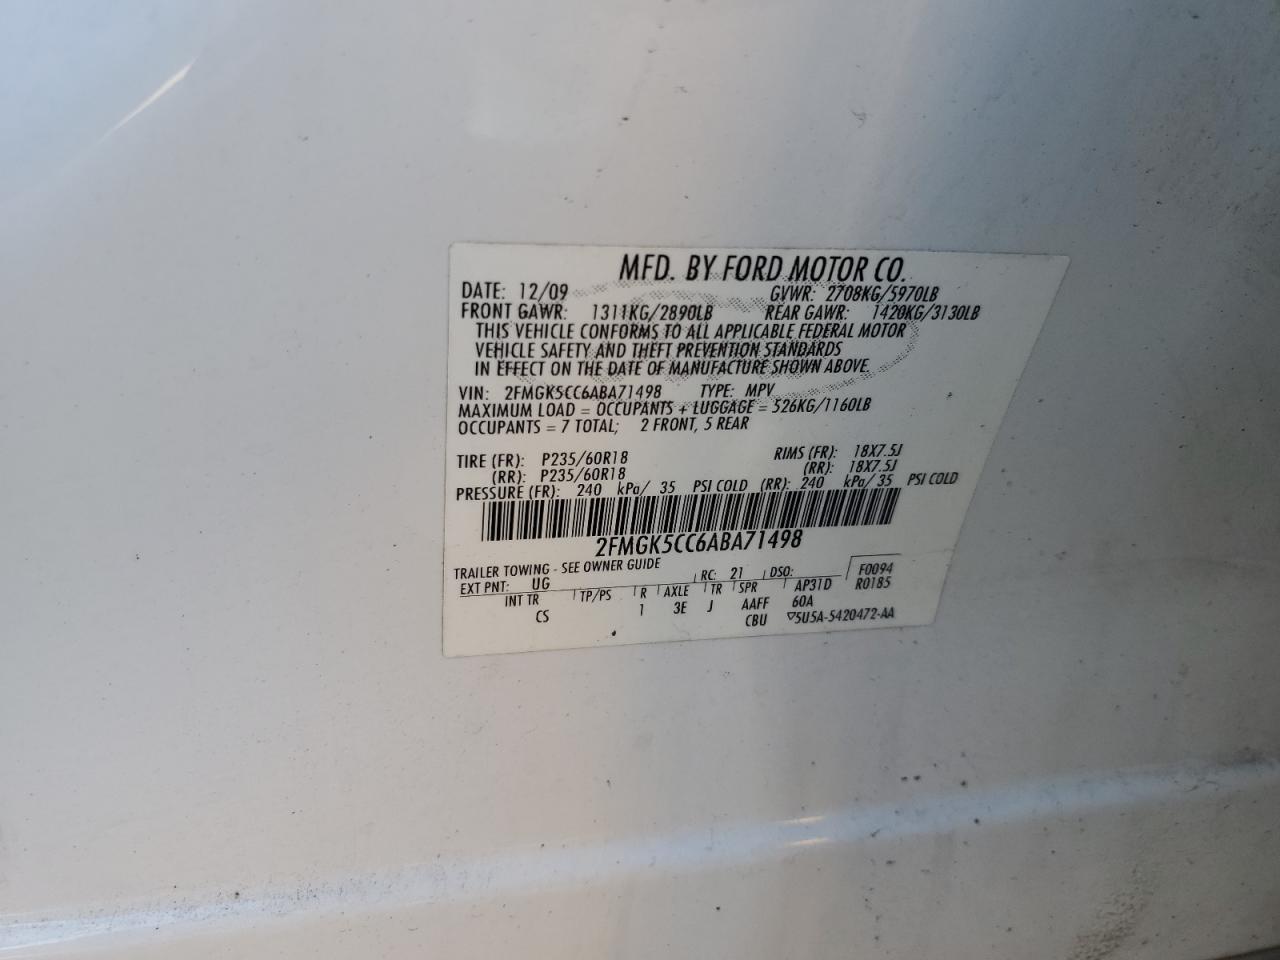 MFD. BY FORD MOTOR CO.
DATE: 12/09 GVWR: 2708KG/5970LB
FRONT GAWR: 1311KG/2890LB REAR GAWR: 1420KG/3130LB
THIS VEHICLE CONFORMS TO ALL APPLICABLE FEDERAL MOTOR
VEHICLE SAFETY AND THEFT PREVENTION STANDARDS
IN EFFECT ON THE DATE OF MANUFACTURE SHOWN ABOVE.
VIN: 2FMGK5CC6ABA71498 TYPE: MPV
MAXIMUM LOAD = OCCUPANTS + LUGGAGE = 526KG/1160LB
OCCUPANTS = 7 TOTAL; 2 FRONT, 5 REAR
TIRE (FR): P235/60R18 RIMS (FR): 18X7.5J
(RR): P235/60R18 (RR): 18X7.5J
PRESSURE (FR): 240 kPa/ 35 PSI COLD (RR): 240 kPa/ 35 PSI COLD
2FMGK5CC6ABA71498
TRAILER TOWING - SEE OWNER GUIDE
EXT PNT: UG RC: 21 DSO: F0094
INT TR TP/PS R AXLE TR SPR AP31D R0185
CS 1 3E J AAFF 60A
CBU ▽5U5A-5420472-AA